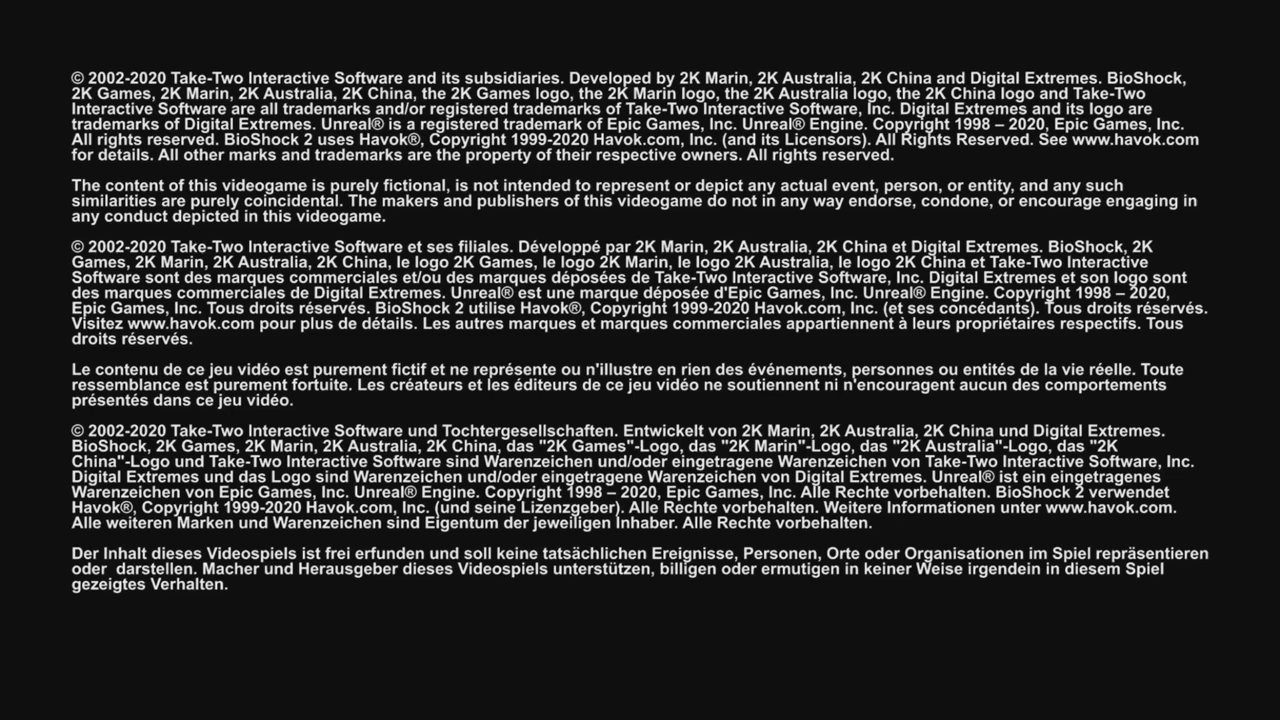 © 2002-2020 Take-Two Interactive Software and its subsidiaries. Developed by 2K Marin, 2K Australia, 2K China and Digital Extremes. BioShock,
2K Games, 2K Marin, 2K Australia, 2K China, the 2K Games logo, the 2K Marin logo, the 2K Australia logo, the 2K China logo and Take-Two
Interactive Software are all trademarks and/or registered trademarks of Take-Two Interactive Software, Inc. Digital Extremes and its logo are
trademarks of Digital Extremes. Unreal® is a registered trademark of Epic Games, Inc. Unreal® Engine. Copyright 1998 – 2020, Epic Games, Inc.
All rights reserved. BioShock 2 uses Havok®, Copyright 1999-2020 Havok.com, Inc. (and its Licensors). All Rights Reserved. See www.havok.com
for details. All other marks and trademarks are the property of their respective owners. All rights reserved.
The content of this videogame is purely fictional, is not intended to represent or depict any actual event, person, or entity, and any such
similarities are purely coincidental. The makers and publishers of this videogame do not in any way endorse, condone, or encourage engaging in
any conduct depicted in this videogame.
© 2002-2020 Take-Two Interactive Software et ses filiales. Développé par 2K Marin, 2K Australia, 2K China et Digital Extremes. BioShock, 2K
Games, 2K Marin, 2K Australia, 2K China, le logo 2K Games, le logo 2K Marin, le logo 2K Australia, le logo 2K China et Take-Two Interactive
Software sont des marques commerciales et/ou des marques déposées de Take-Two Interactive Software, Inc. Digital Extremes et son logo sont
des marques commerciales de Digital Extremes. Unreal® est une marque déposée d'Epic Games, Inc. Unreal® Engine. Copyright 1998 – 2020,
Epic Games, Inc. Tous droits réservés. BioShock 2 utilise Havok®, Copyright 1999-2020 Havok.com, Inc. (et ses concédants). Tous droits réservés.
Visitez www.havok.com pour plus de détails. Les autres marques et marques commerciales appartiennent à leurs propriétaires respectifs. Tous
droits réservés.
Le contenu de ce jeu vidéo est purement fictif et ne représente ou n'illustre en rien des événements, personnes ou entités de la vie réelle. Toute
ressemblance est purement fortuite. Les créateurs et les éditeurs de ce jeu vidéo ne soutiennent ni n'encouragent aucun des comportements
présentés dans ce jeu vidéo.
© 2002-2020 Take-Two Interactive Software und Tochtergesellschaften. Entwickelt von 2K Marin, 2K Australia, 2K China und Digital Extremes.
BioShock, 2K Games, 2K Marin, 2K Australia, 2K China, das "2K Games"-Logo, das "2K Marin"-Logo, das "2K Australia"-Logo, das "2K
China"-Logo und Take-Two Interactive Software sind Warenzeichen und/oder eingetragene Warenzeichen von Take-Two Interactive Software, Inc.
Digital Extremes und das Logo sind Warenzeichen und/oder eingetragene Warenzeichen von Digital Extremes. Unreal® ist ein eingetragenes
Warenzeichen von Epic Games, Inc. Unreal® Engine. Copyright 1998 – 2020, Epic Games, Inc. Alle Rechte vorbehalten. BioShock 2 verwendet
Havok®, Copyright 1999-2020 Havok.com, Inc. (und seine Lizenzgeber). Alle Rechte vorbehalten. Weitere Informationen unter www.havok.com.
Alle weiteren Marken und Warenzeichen sind Eigentum der jeweiligen Inhaber. Alle Rechte vorbehalten.
Der Inhalt dieses Videospiels ist frei erfunden und soll keine tatsächlichen Ereignisse, Personen, Orte oder Organisationen im Spiel repräsentieren
oder  darstellen. Macher und Herausgeber dieses Videospiels unterstützen, billigen oder ermutigen in keiner Weise irgendein in diesem Spiel
gezeigtes Verhalten.